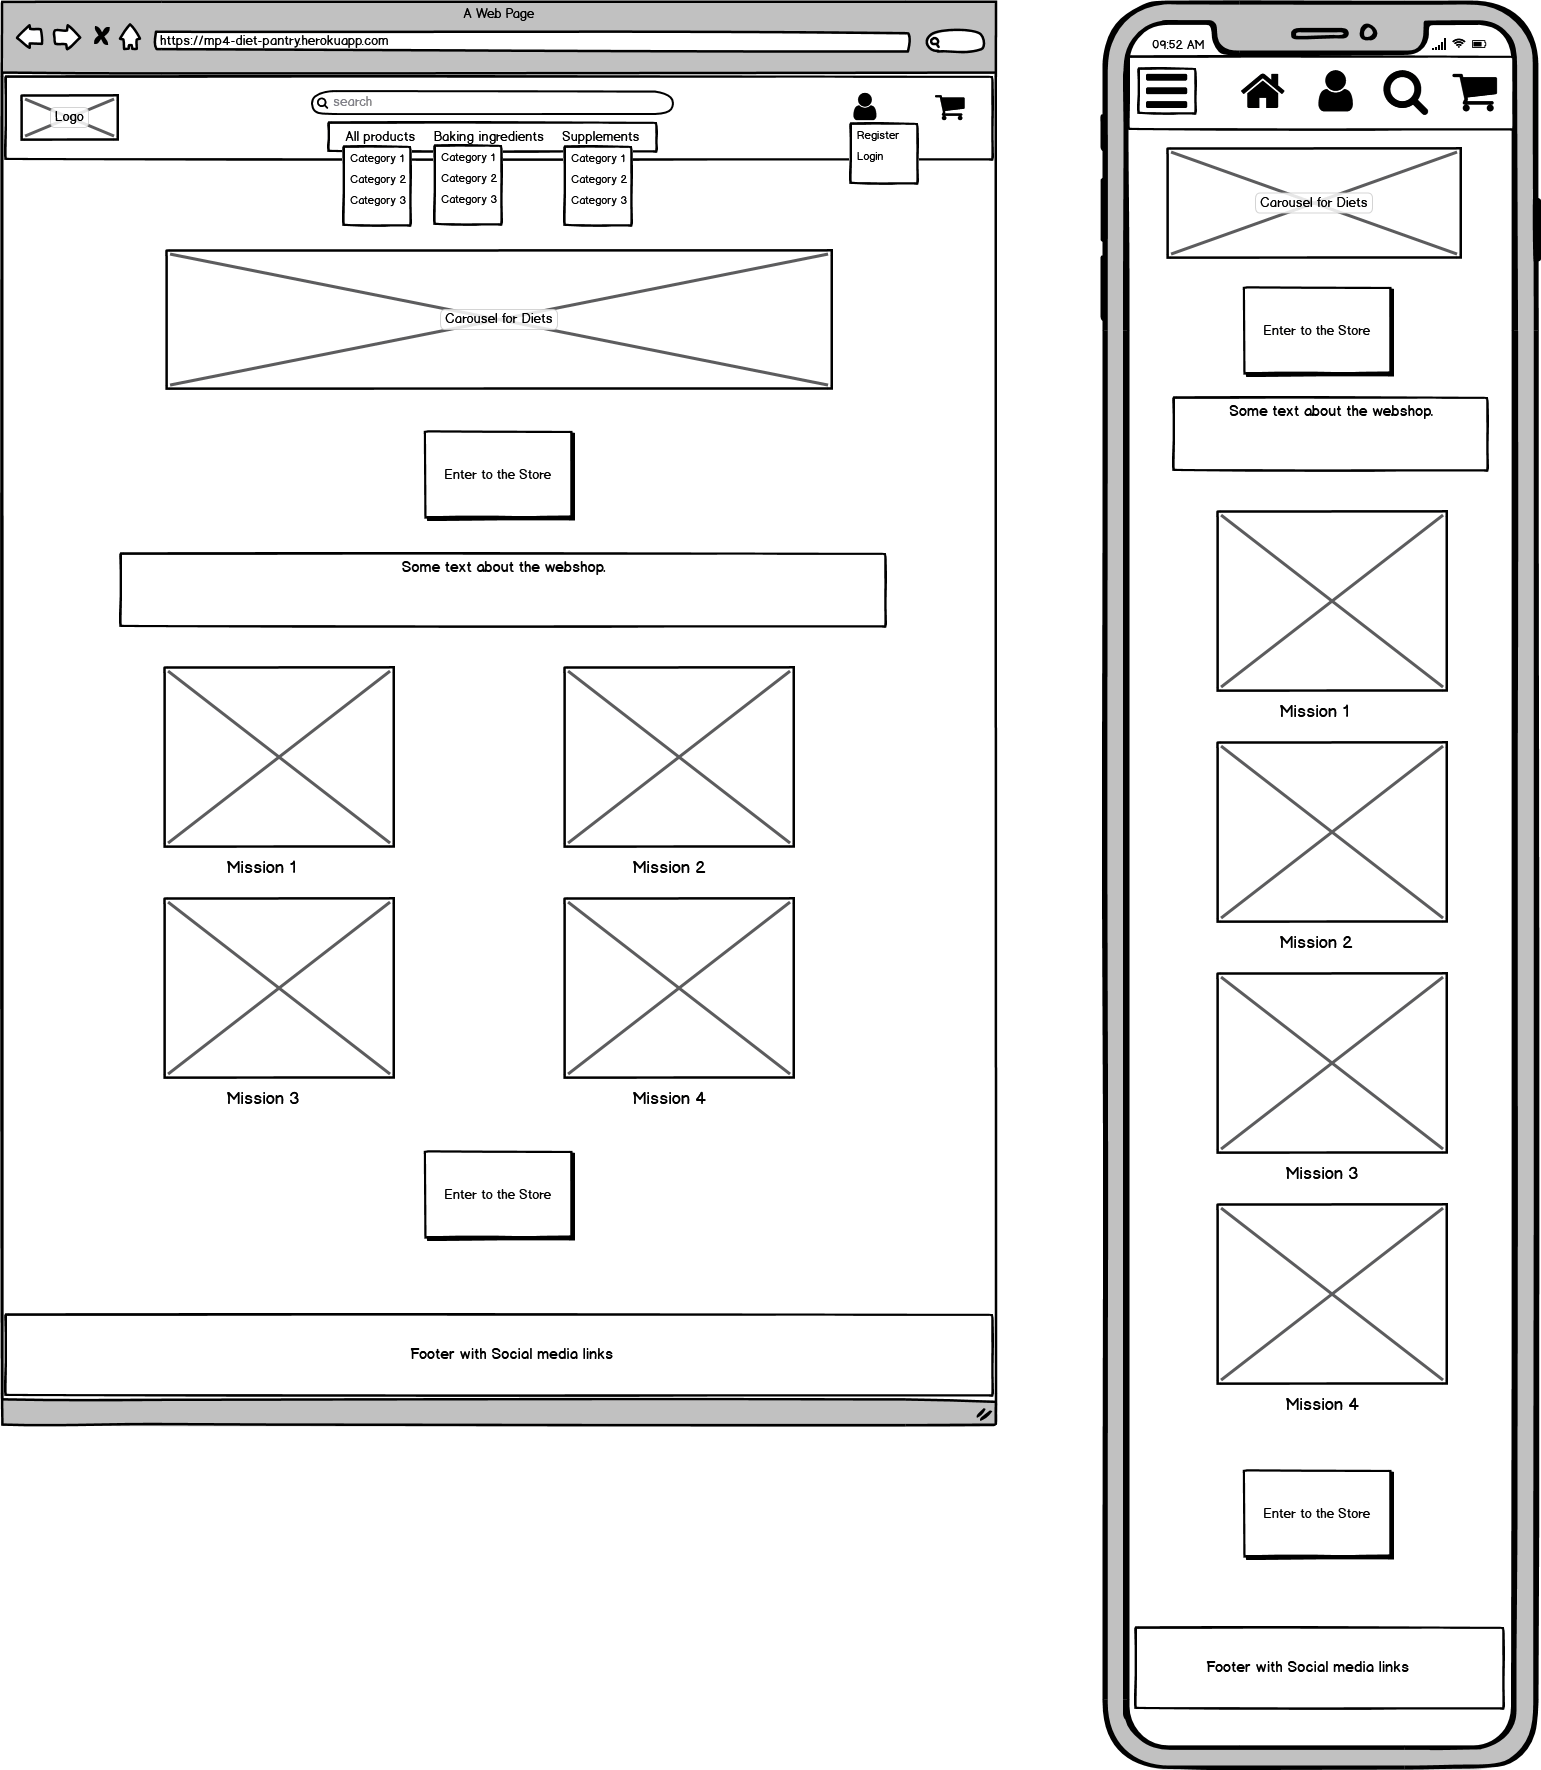 A Web Page
https://mp4-diet-pantry.herokuapp.com
Logo
search
All products Baking ingredients Supplements
Category 1
Category 2
Category 3
Category 1
Category 2
Category 3
Category 1
Category 2
Category 3
Register
Login
Carousel for Diets
Enter to the Store
Some text about the webshop.
Mission 1
Mission 2
Mission 3
Mission 4
Enter to the Store
Footer with Social media links
09:52 AM
Carousel for Diets
Enter to the Store
Some text about the webshop.
Mission 1
Mission 2
Mission 3
Mission 4
Enter to the Store
Footer with Social media links